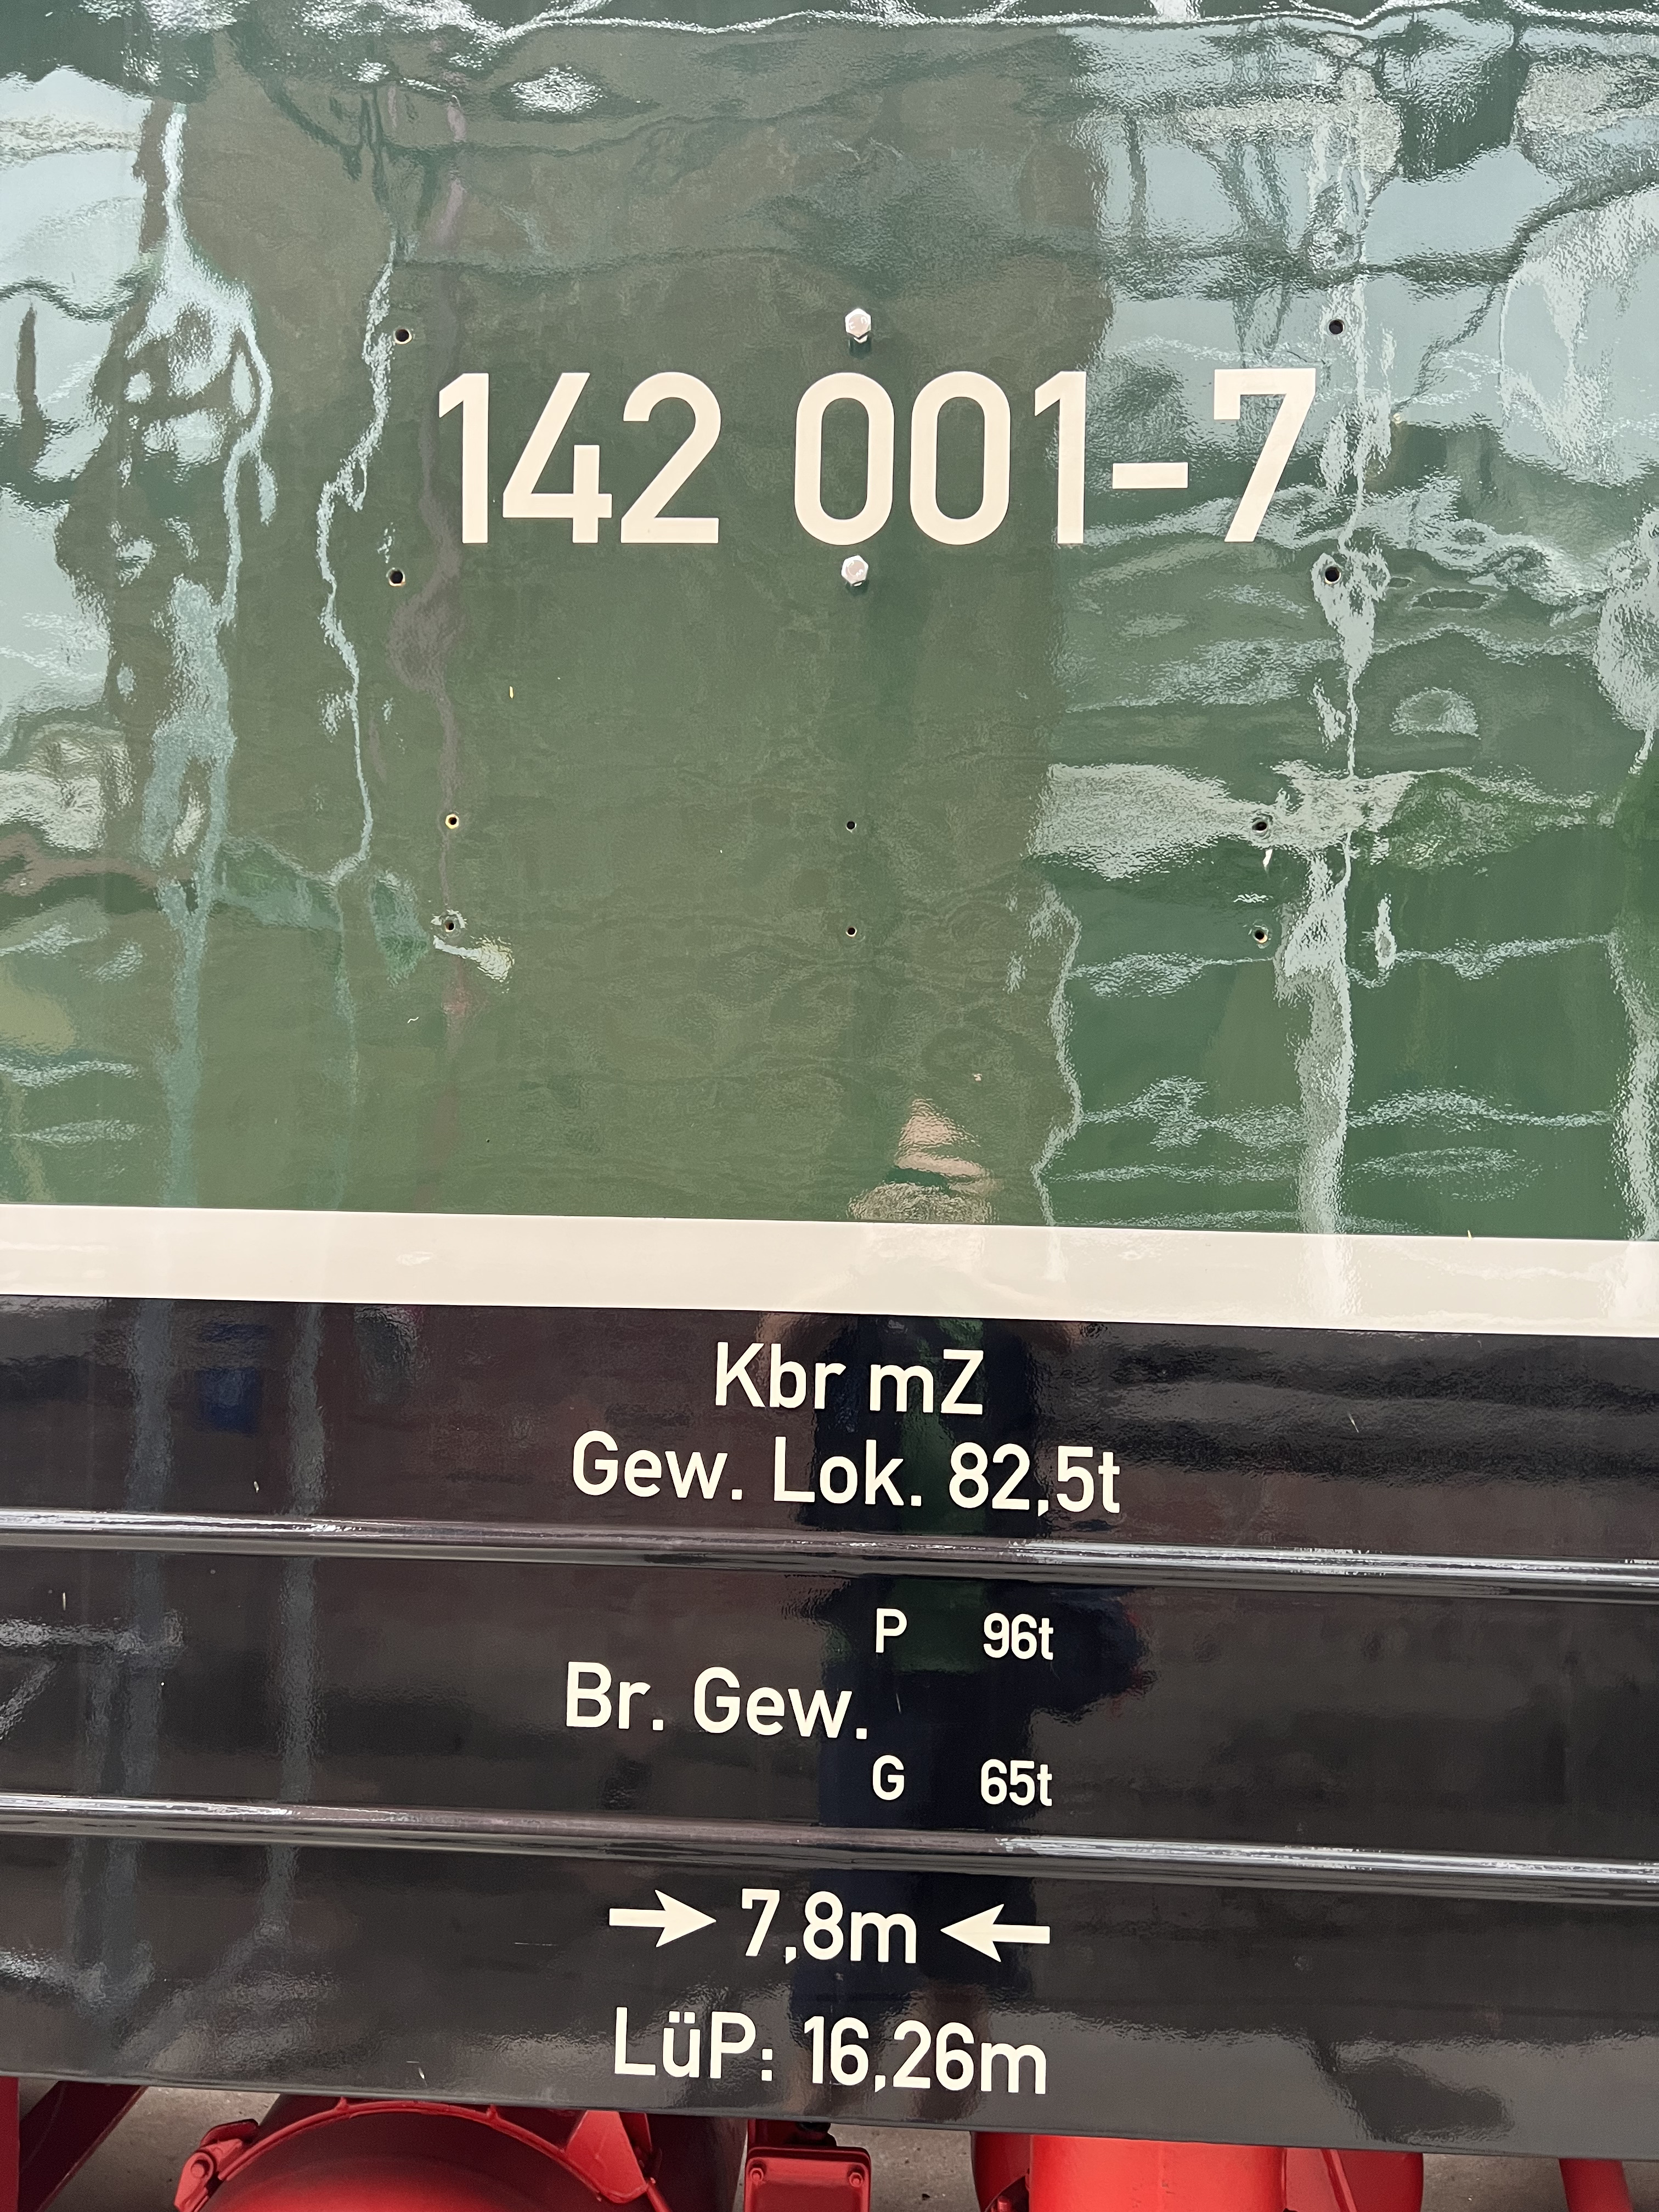 142 001-7
Kbr mZ
Gew. Lok. 82,5t
P 96t
Br. Gew.
G 65t
→ 7,8m ←
LüP: 16,26m